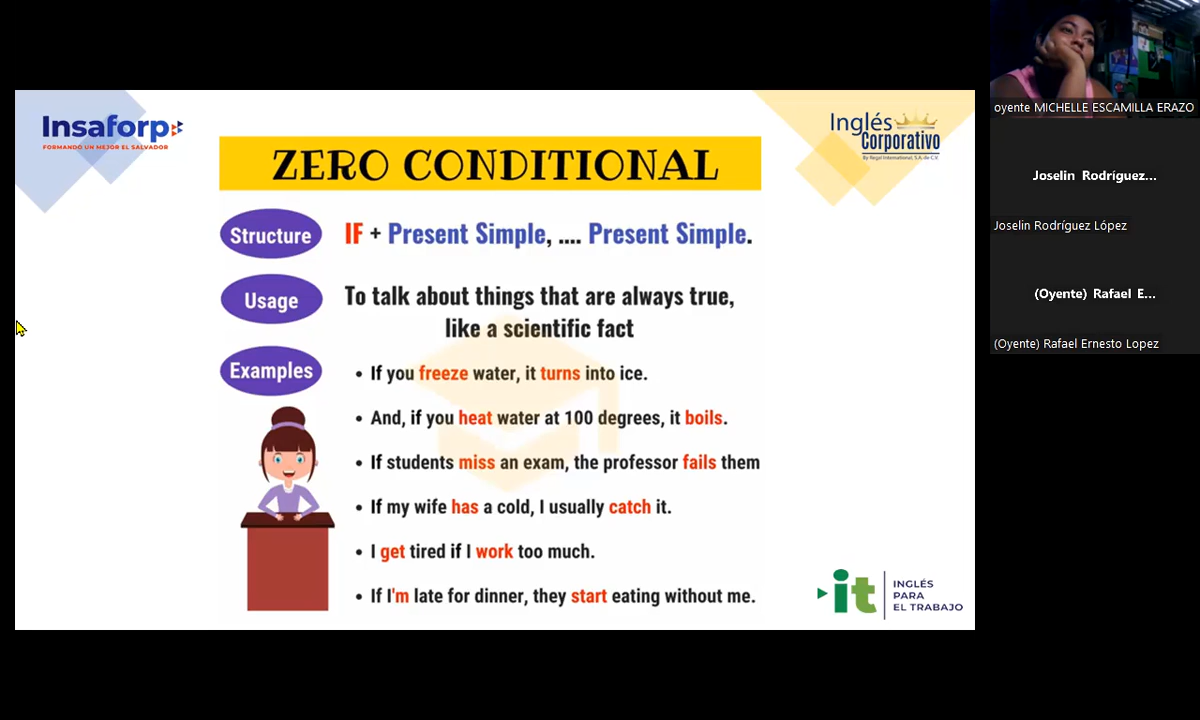 Insaforp
FORMANDO UN MEJOR EL SALVADOR
Inglés
Corporativo
By Regal International, S.A. de C.V.
ZERO CONDITIONAL
Structure
IF + Present Simple, .... Present Simple.
Usage
To talk about things that are always true,
like a scientific fact
Examples
• If you freeze water, it turns into ice.
• And, if you heat water at 100 degrees, it boils.
• If students miss an exam, the professor fails them
• If my wife has a cold, I usually catch it.
• I get tired if I work too much.
• If I'm late for dinner, they start eating without me.
it
INGLÉS
PARA
EL TRABAJO
oyente MICHELLE ESCAMILLA ERAZO
Joselin Rodríguez...
Joselin Rodríguez López
(Oyente) Rafael E...
(Oyente) Rafael Ernesto Lopez